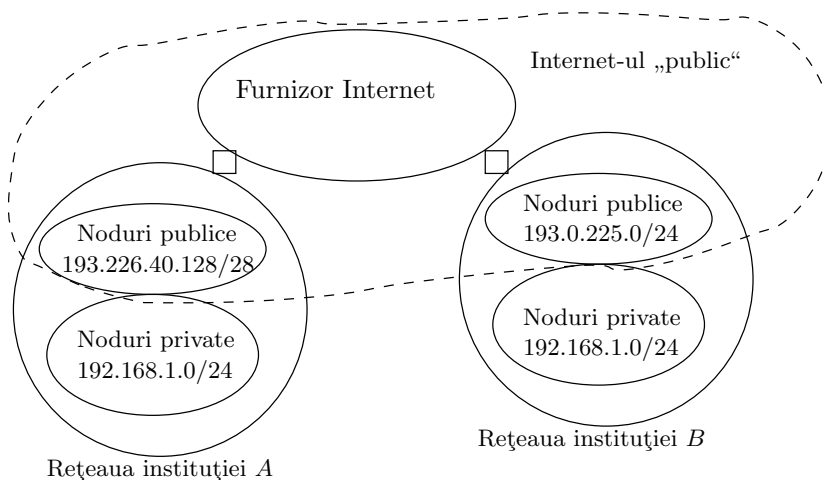 Internet-ul „public“
Furnizor Internet
Noduri publice
193.226.40.128/28
Noduri private
192.168.1.0/24
Reţeaua instituţiei A
Noduri publice
193.0.225.0/24
Noduri private
192.168.1.0/24
Reţeaua instituţiei B